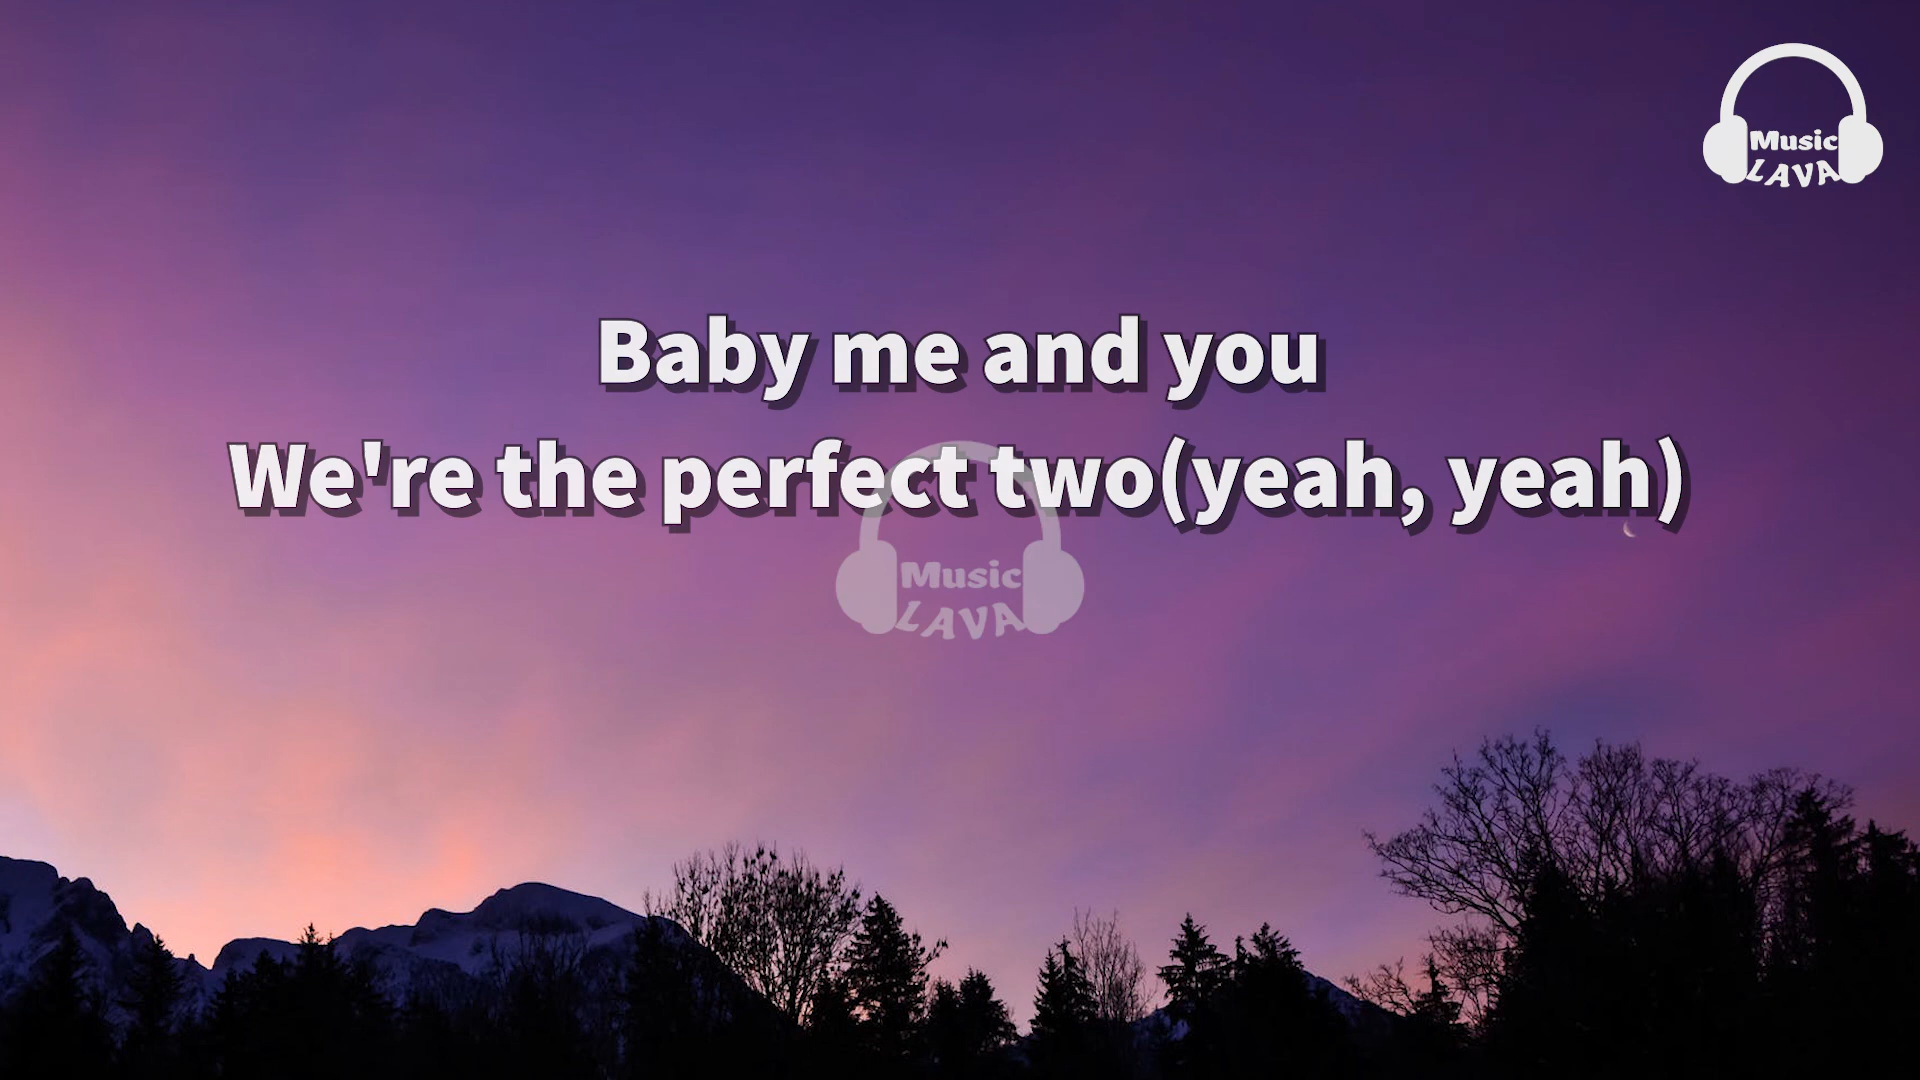 Music
LAVA
Baby me and you
We're the perfect two(yeah, yeah)
Music
LAVA